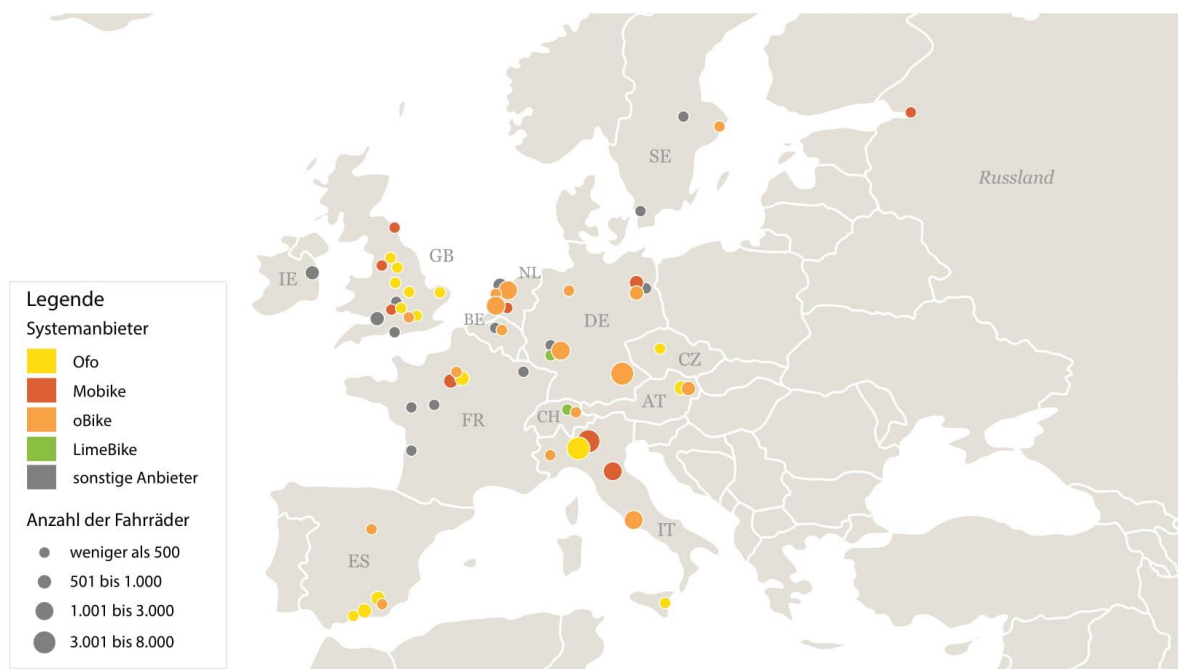 SE
Russland
GB
IE
NL
BE
DE
CZ
FR
CH
AT
ES
IT
Legende
Systemanbieter
Ofo
Mobike
oBike
LimeBike
sonstige Anbieter
Anzahl der Fahrräder
weniger als 500
501 bis 1.000
1.001 bis 3.000
3.001 bis 8.000